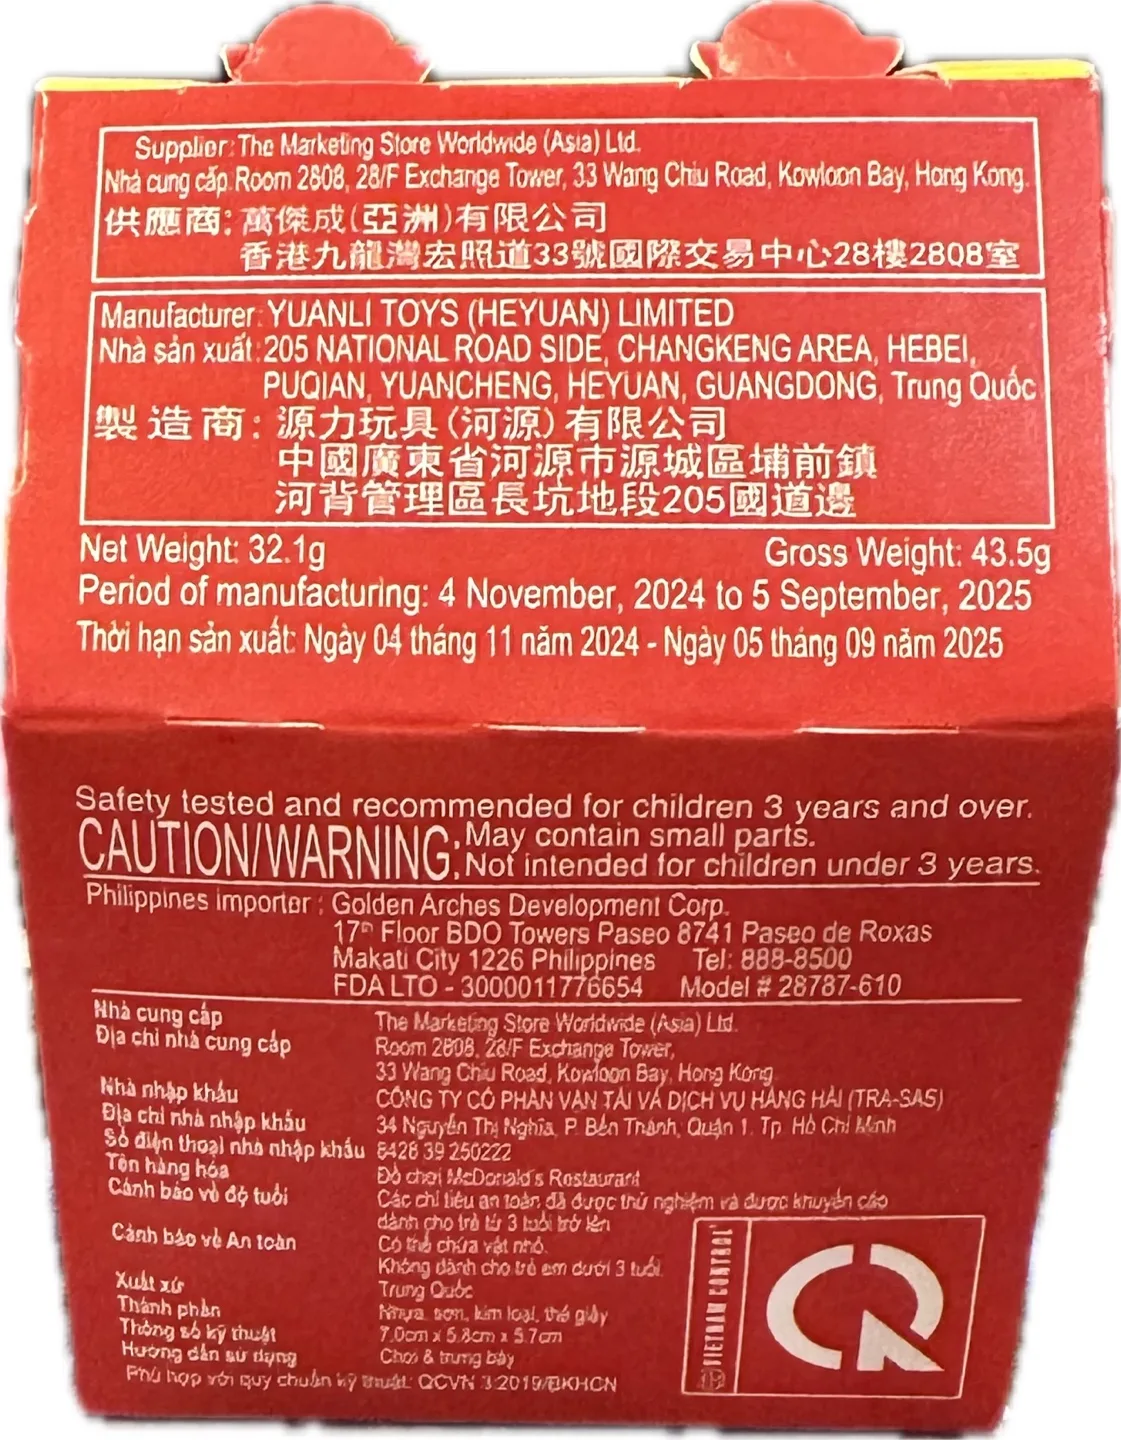 Supplier: The Marketing Store Worldwide (Asia) Ltd.
Nhà cung cấp: Room 2808, 28/F Exchange Tower, 33 Wang Chiu Road, Kowloon Bay, Hong Kong.
供應商: 萬傑成(亞洲)有限公司
香港九龍灣宏照道33號國際交易中心28樓2808室
Manufacturer: YUANLI TOYS (HEYUAN) LIMITED
Nhà sản xuất: 205 NATIONAL ROAD SIDE, CHANGKENG AREA, HEBEI,
PUQIAN, YUANCHENG, HEYUAN, GUANGDONG, Trung Quốc
製造商: 源力玩具(河源)有限公司
中國廣東省河源市源城區埔前鎮
河背管理區長坑地段205國道邊
Net Weight: 32.1g Gross Weight: 43.5g
Period of manufacturing: 4 November, 2024 to 5 September, 2025
Thời hạn sản xuất: Ngày 04 tháng 11 năm 2024 - Ngày 05 tháng 09 năm 2025
Safety tested and recommended for children 3 years and over.
CAUTION/WARNING: May contain small parts.
Not intended for children under 3 years.
Philippines importer : Golden Arches Development Corp.
17th Floor BDO Towers Paseo 8741 Paseo de Roxas
Makati City 1226 Philippines Tel: 888-8500
FDA LTO - 3000011776654 Model # 28787-610
Nhà cung cấp The Marketing Store Worldwide (Asia) Ltd.
Địa chỉ nhà cung cấp Room 2808, 28/F Exchange Tower,
33 Wang Chiu Road, Kowloon Bay, Hong Kong
Nhà nhập khẩu CÔNG TY CỔ PHẦN VẬN TẢI VÀ DỊCH VỤ HÀNG HẢI (TRA-SAS)
Địa chỉ nhà nhập khẩu 34 Nguyễn Thị Nghĩa, P. Bến Thành, Quận 1, Tp. Hồ Chí Minh
Số điện thoại nhà nhập khẩu 8428 39 250222
Tên hàng hóa Đồ chơi McDonald's Restaurant
Cảnh báo về độ tuổi Các chỉ tiêu an toàn đã được thử nghiệm và được khuyến cáo
dành cho trẻ từ 3 tuổi trở lên
Cảnh báo về An toàn Có thể chứa vật nhỏ.
Không dành cho trẻ em dưới 3 tuổi.
Xuất xứ Trung Quốc
Thành phần Nhựa, sơn, kim loại, thẻ giấy
Thông số kỹ thuật 7.0cm x 5.8cm x 5.7cm
Hướng dẫn sử dụng Chơi & trưng bày
Phù hợp với quy chuẩn kỹ thuật: QCVN 3:2019/BKHCN
VIETNAM CONTROL
CR